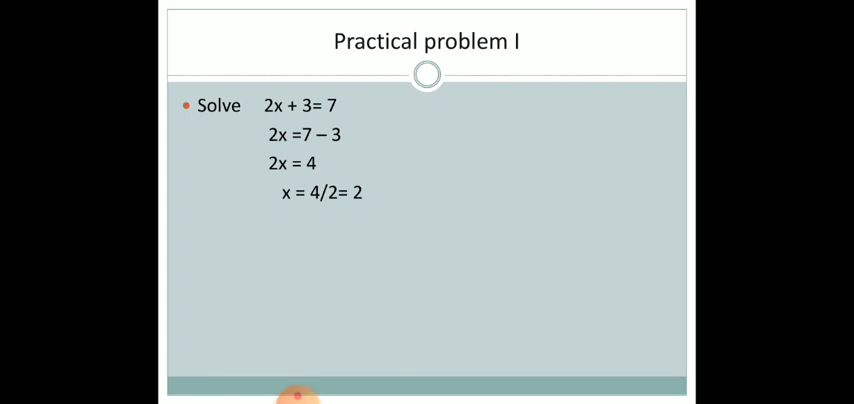 Practical problem I
Solve 2x + 3= 7
2x =7 – 3
2x = 4
x = 4/2= 2